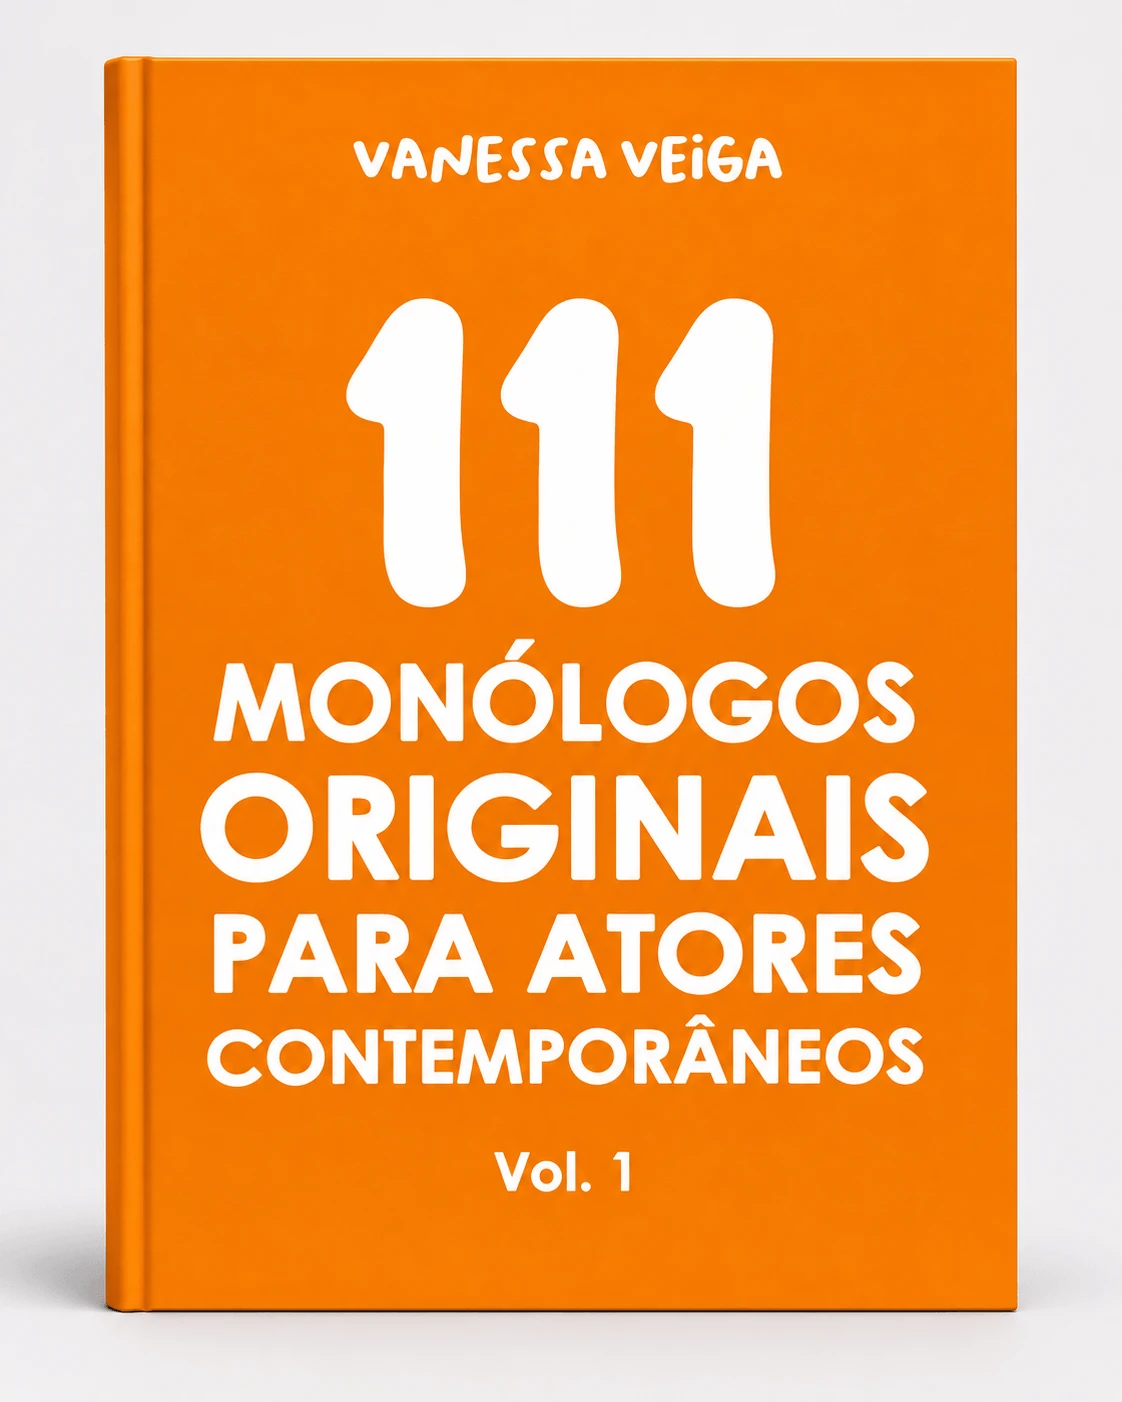 VANESSA VEiGA
111
MONÓLOGOS
ORIGINAIS
PARA ATORES
CONTEMPORÂNEOS
Vol. 1